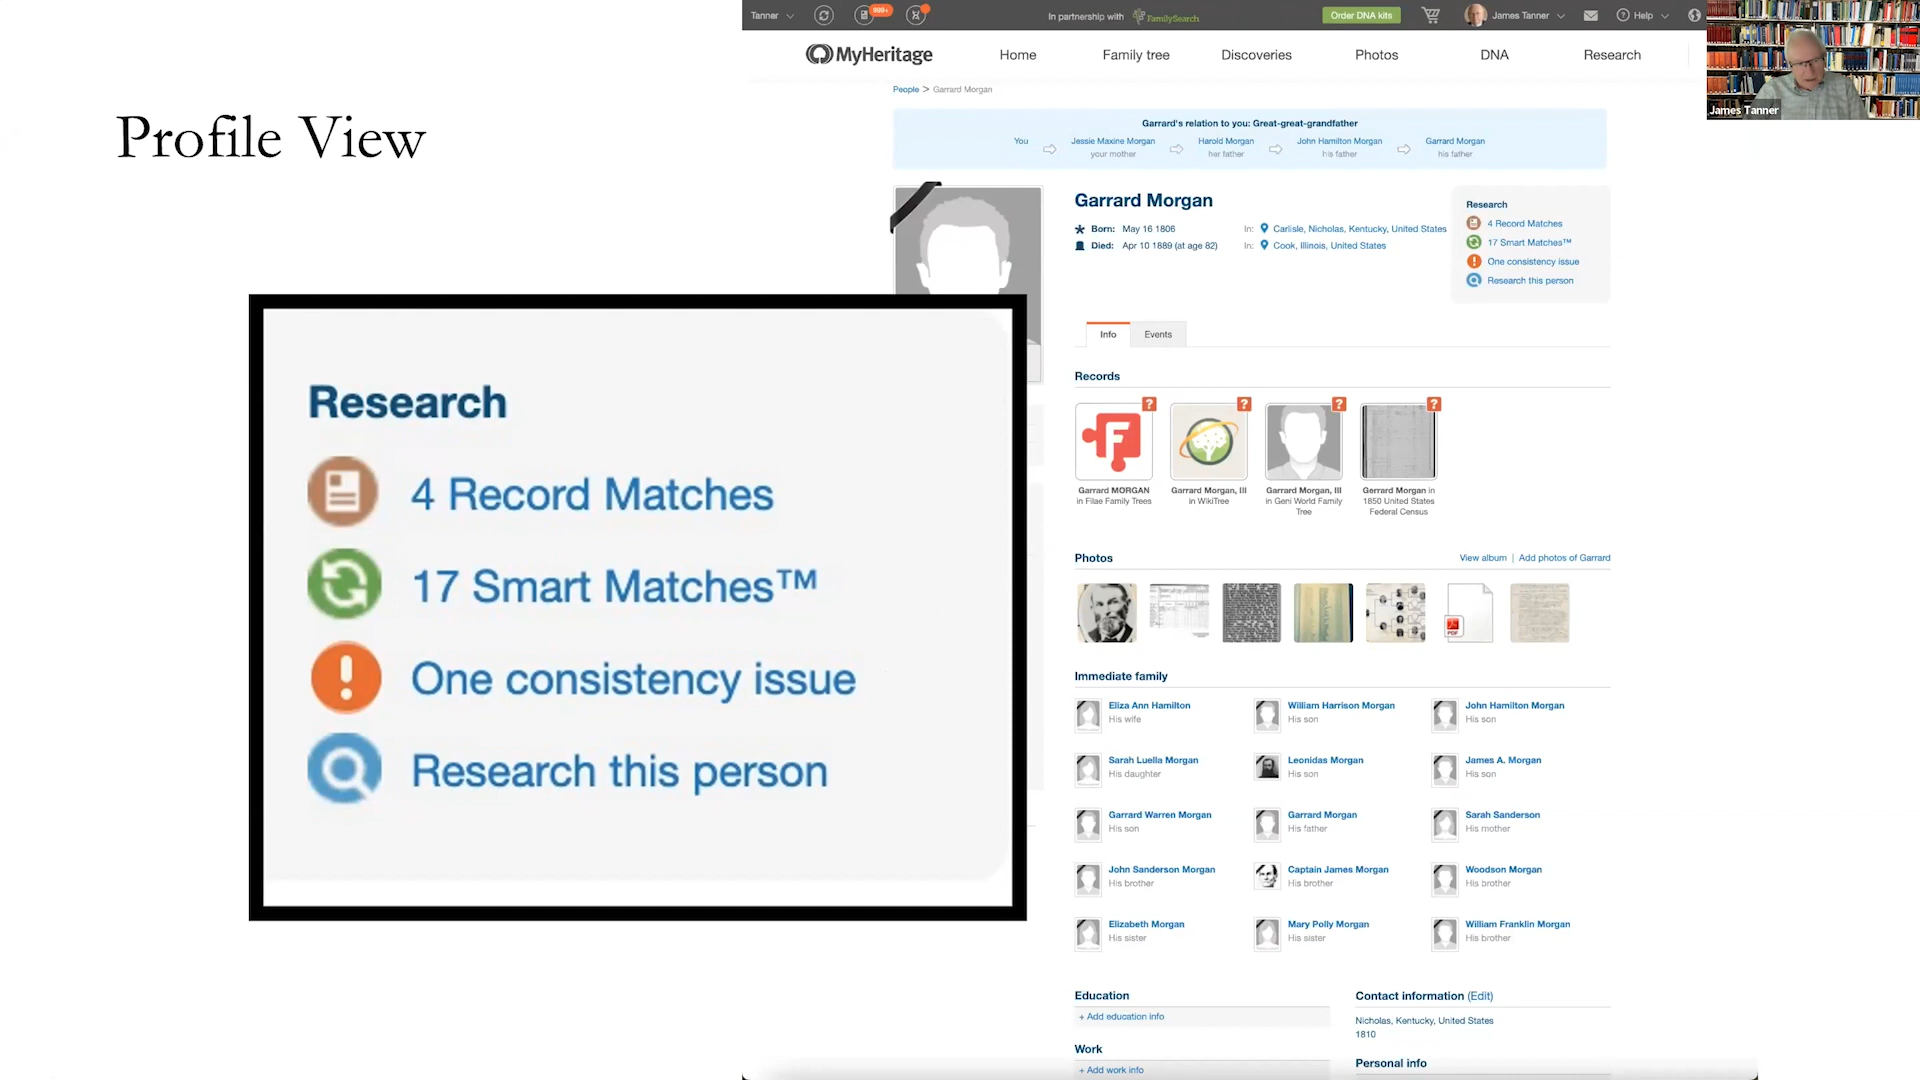 Tanner
999+
In partnership with FamilySearch
Order DNA kits
James Tanner
Help
MyHeritage
Home
Family tree
Discoveries
Photos
DNA
Research
James Tanner
Profile View
People > Garrard Morgan
Garrard's relation to you: Great-great-grandfather
You
Jessie Maxine Morgan
your mother
Harold Morgan
her father
John Hamilton Morgan
his father
Garrard Morgan
his father
Garrard Morgan
Born: May 16 1806 In: Carlisle, Nicholas, Kentucky, United States
Died: Apr 10 1889 (at age 82) In: Cook, Illinois, United States
Research
4 Record Matches
17 Smart Matches™
One consistency issue
Research this person
Research
4 Record Matches
17 Smart Matches™
One consistency issue
Research this person
Info
Events
Records
? ? ? ?
F
Garrard MORGAN
in Filae Family Trees
Garrard Morgan, III
in WikiTree
Garrard Morgan, III
in Geni World Family
Tree
Gerrard Morgan in
1850 United States
Federal Census
Photos
View album | Add photos of Garrard
PDF
Immediate family
Eliza Ann Hamilton
His wife
William Harrison Morgan
His son
John Hamilton Morgan
His son
Sarah Luella Morgan
His daughter
Leonidas Morgan
His son
James A. Morgan
His son
Garrard Warren Morgan
His son
Garrard Morgan
His father
Sarah Sanderson
His mother
John Sanderson Morgan
His brother
Captain James Morgan
His brother
Woodson Morgan
His brother
Elizabeth Morgan
His sister
Mary Polly Morgan
His sister
William Franklin Morgan
His brother
Education
+ Add education info
Work
+ Add work info
Contact information (Edit)
Nicholas, Kentucky, United States
1810
Personal info